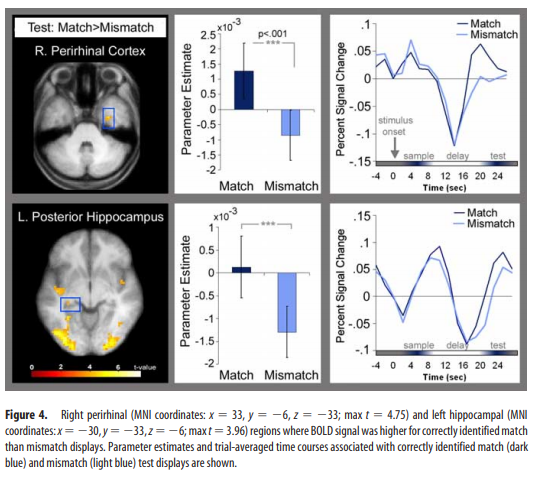 Test: Match>Mismatch
R. Perirhinal Cortex
x10-3
2.5
2
1.5
1
0.5
0
-0.5
-1
-1.5
-2
Parameter Estimate
p<.001
***
Match Mismatch
.1
.05
0
-.05
-.1
-.15
Percent Signal Change
Match
Mismatch
stimulus
onset
sample delay test
-4 0 4 8 12 16 20 24
Time (sec)
L. Posterior Hippocampus
0 2 4 6 t-value
x10-3
1
0.5
0
-0.5
-1
-1.5
-2
Parameter Estimate
***
Match Mismatch
.15
.1
.05
0
-.05
-.1
Percent Signal Change
Match
Mismatch
sample delay test
-4 0 4 8 12 16 20 24
Time (sec)
Figure 4. Right perirhinal (MNI coordinates: x = 33, y = −6, z = −33; max t = 4.75) and left hippocampal (MNI
coordinates: x = −30, y = −33, z = −6; max t = 3.96) regions where BOLD signal was higher for correctly identified match
than mismatch displays. Parameter estimates and trial-averaged time courses associated with correctly identified match (dark
blue) and mismatch (light blue) test displays are shown.